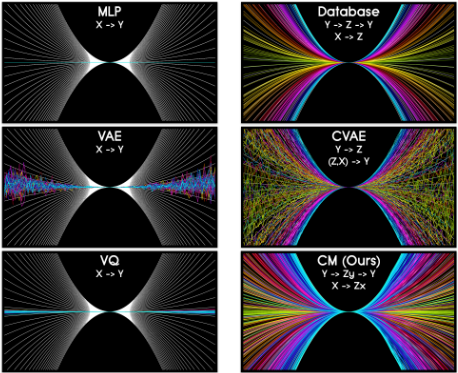 MLP
X -> Y
Database
Y -> Z -> Y
X -> Z
VAE
X -> Y
CVAE
Y -> Z
(Z,X) -> Y
VQ
X -> Y
CM (Ours)
Y -> Zy -> Y
X -> Zx